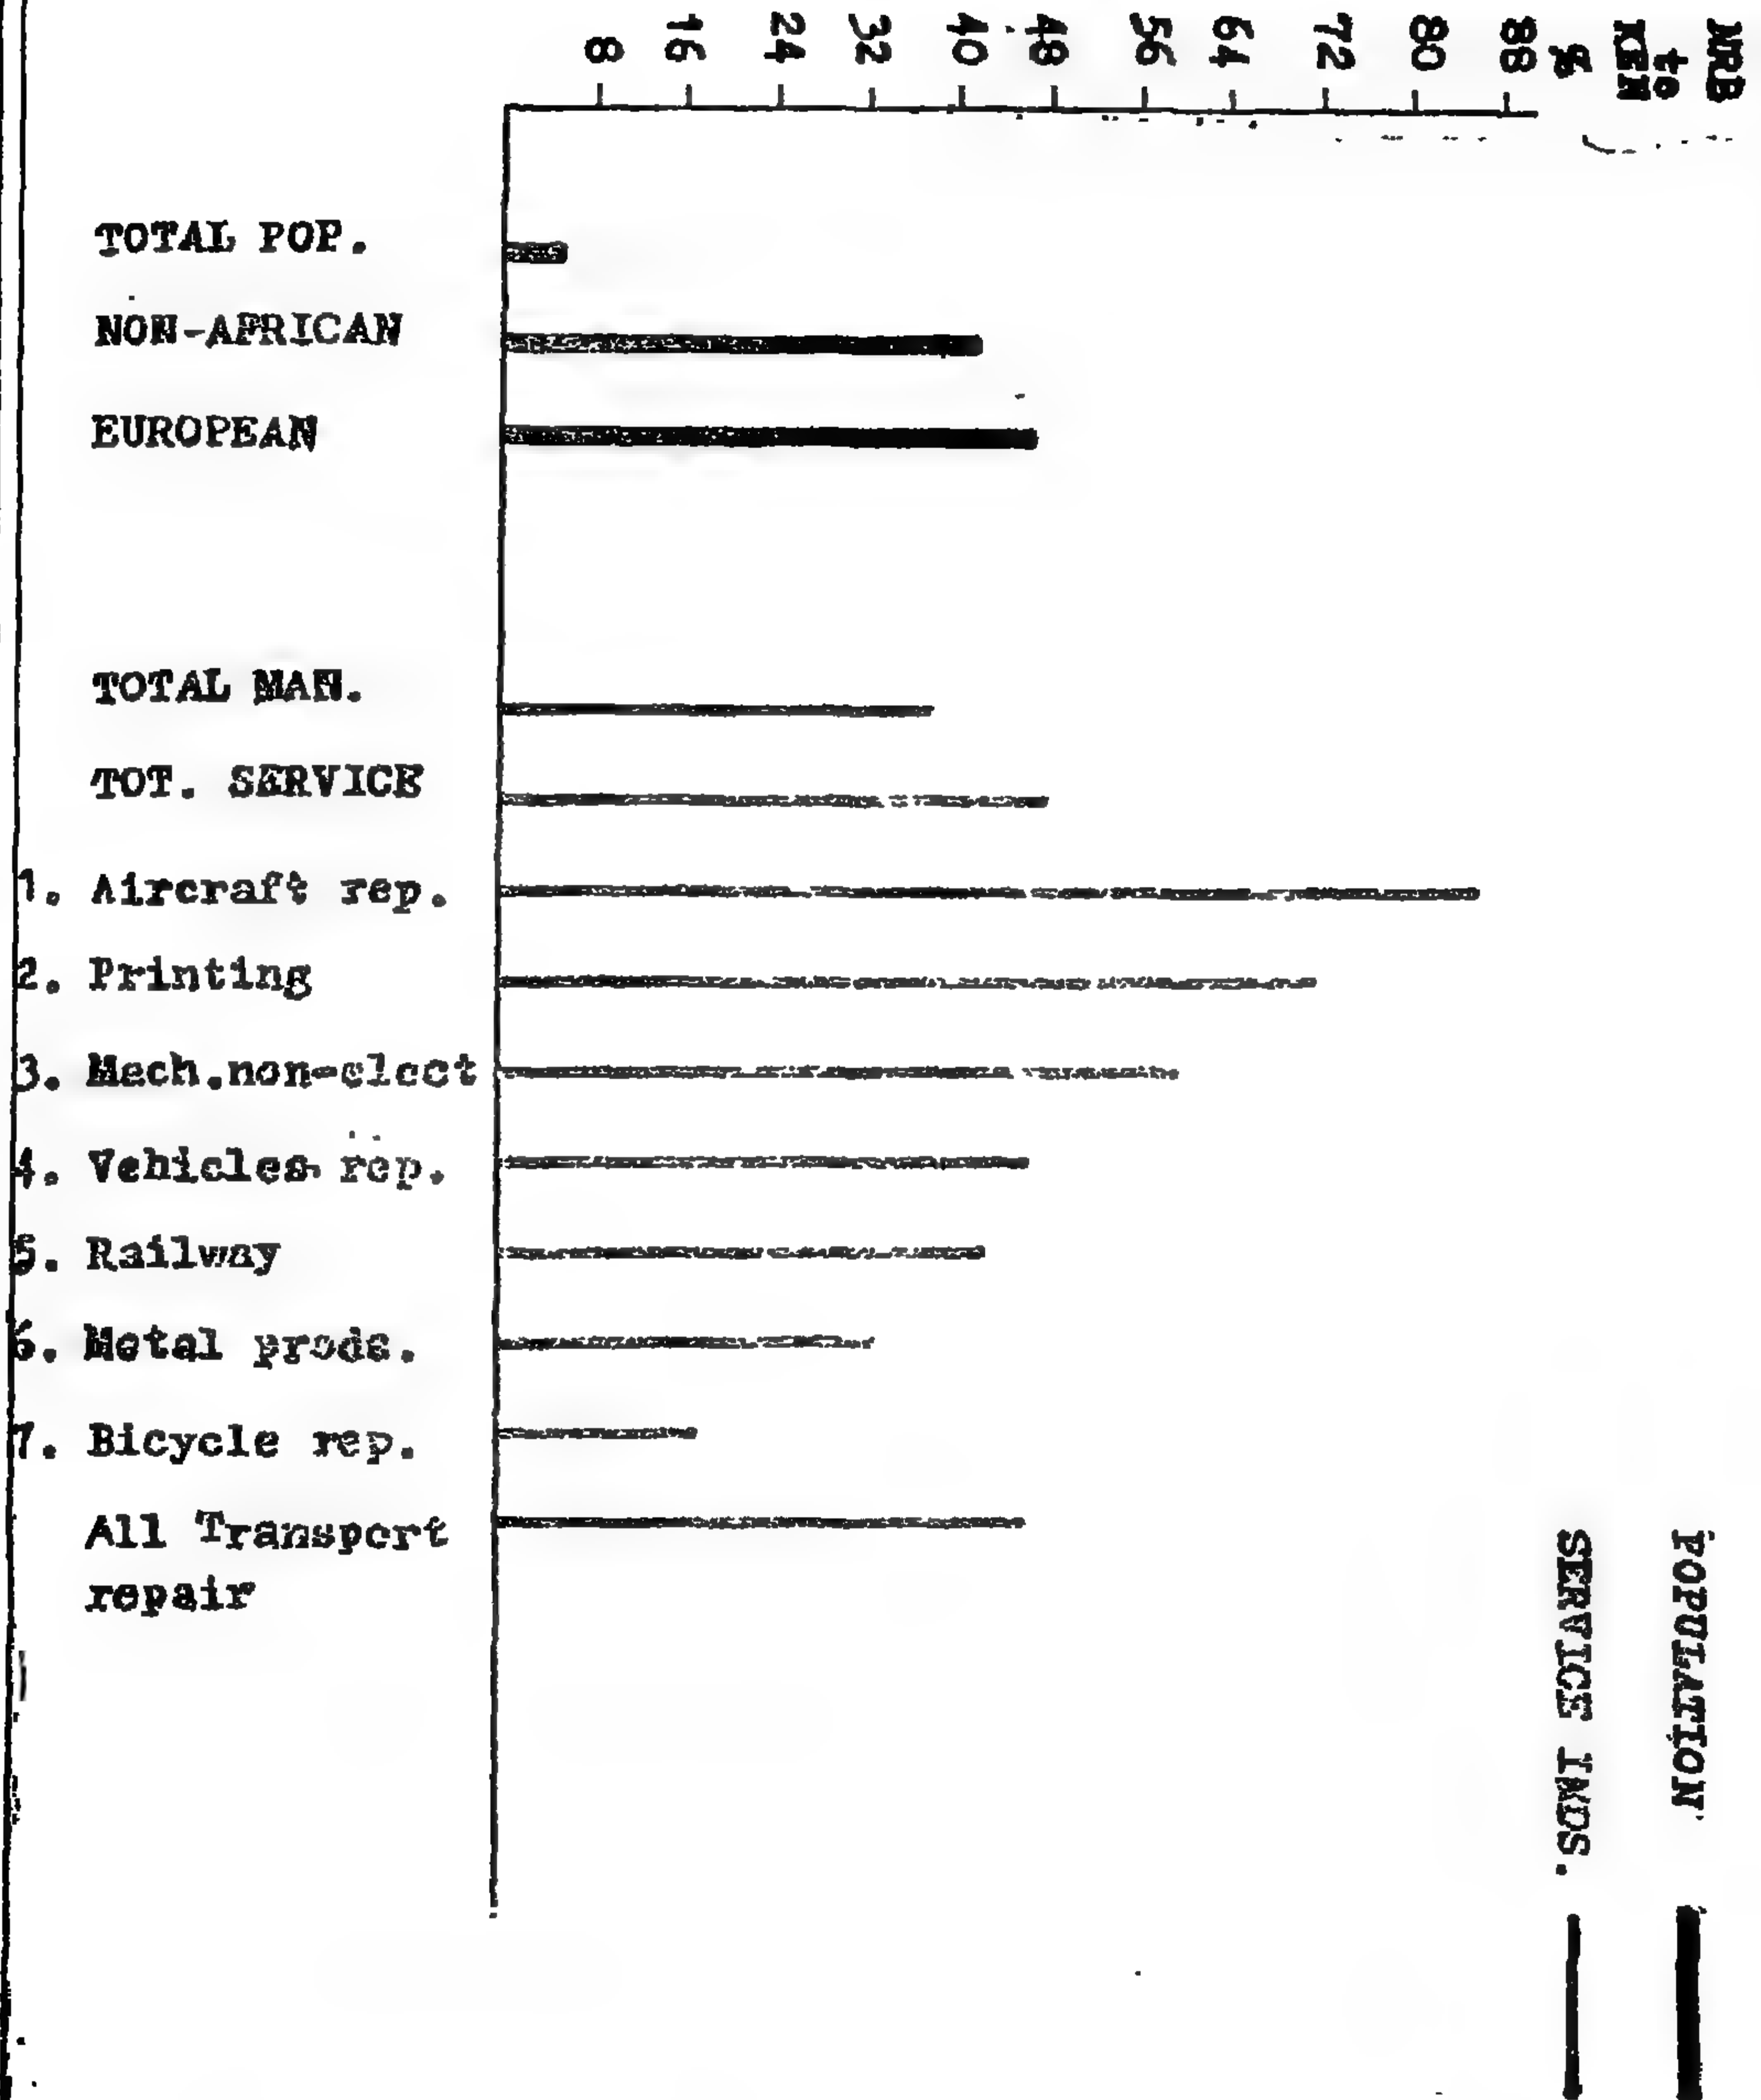 NRB
to
KEN
%
8 16 24 32 40 48 56 64 72 80 88
TOTAL POP.
NON-AFRICAN
EUROPEAN
TOTAL MAN.
TOT. SERVICE
1. Aircraft rep.
2. Printing
3. Mech.non-elect
4. Vehicles rep.
5. Railway
6. Metal prods.
7. Bicycle rep.
All Transport
repair
POPULATION
SERVICE INDS.